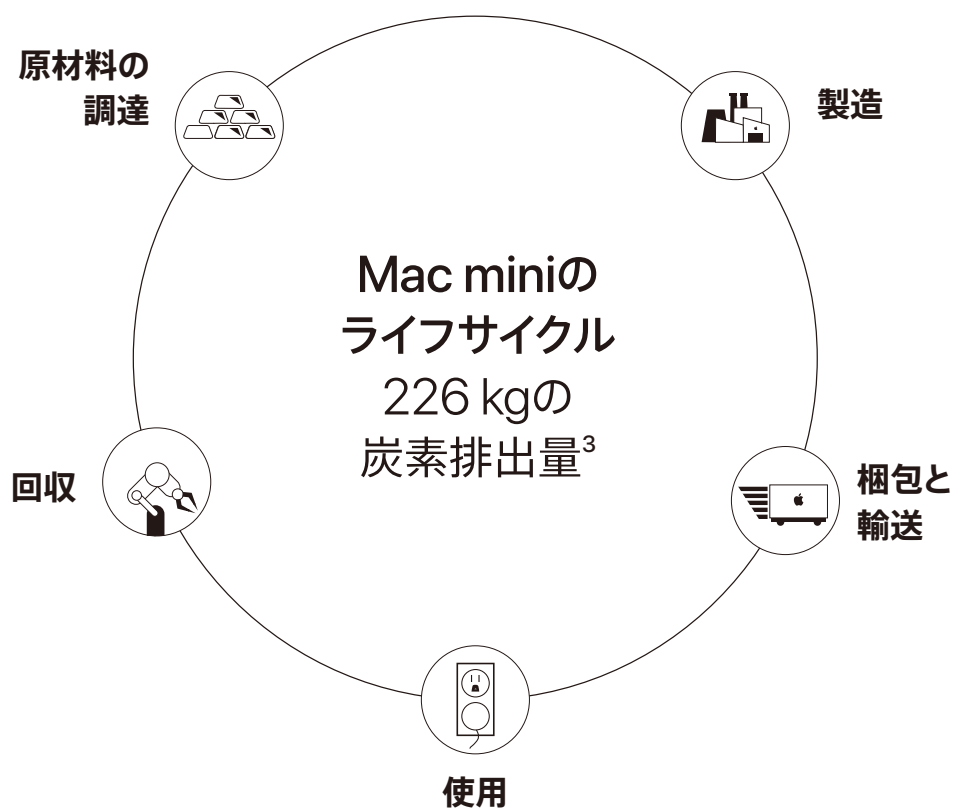 原材料の
調達
製造
Mac miniの
ライフサイクル
226 kgの
炭素排出量³
回収
梱包と
輸送
使用